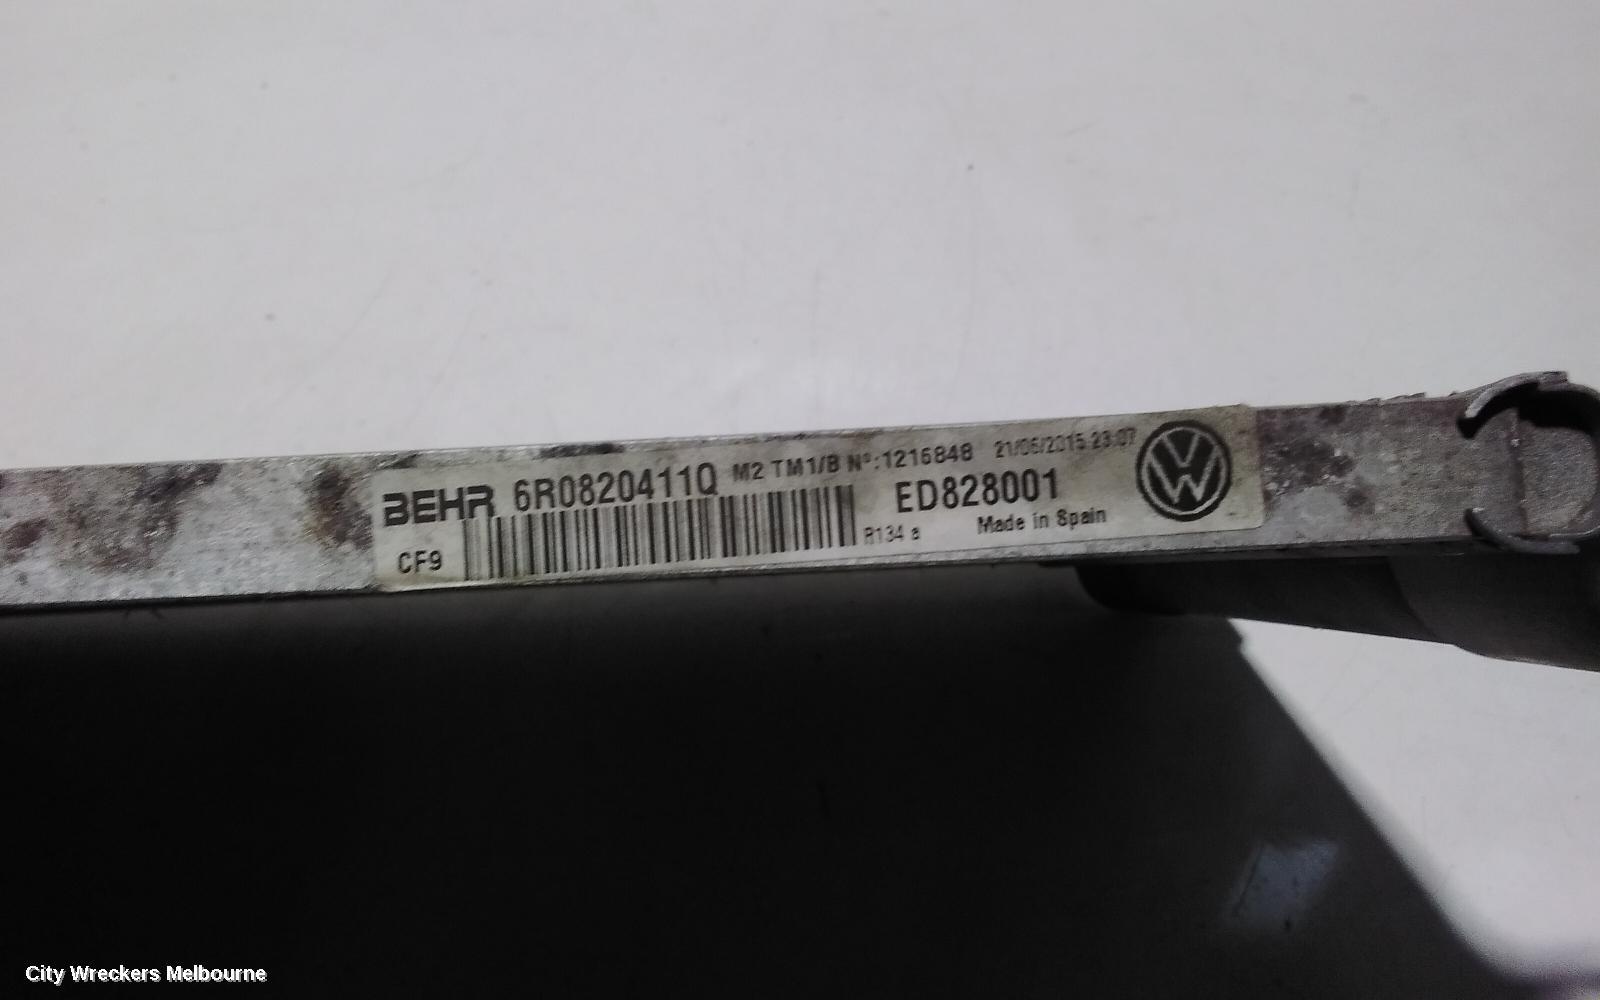 BEHR 6R0820411Q M2 TM1/B Nº:1216848 21/06/2015 23:07
ED828001
CF9 R134 a Made in Spain
City Wreckers Melbourne